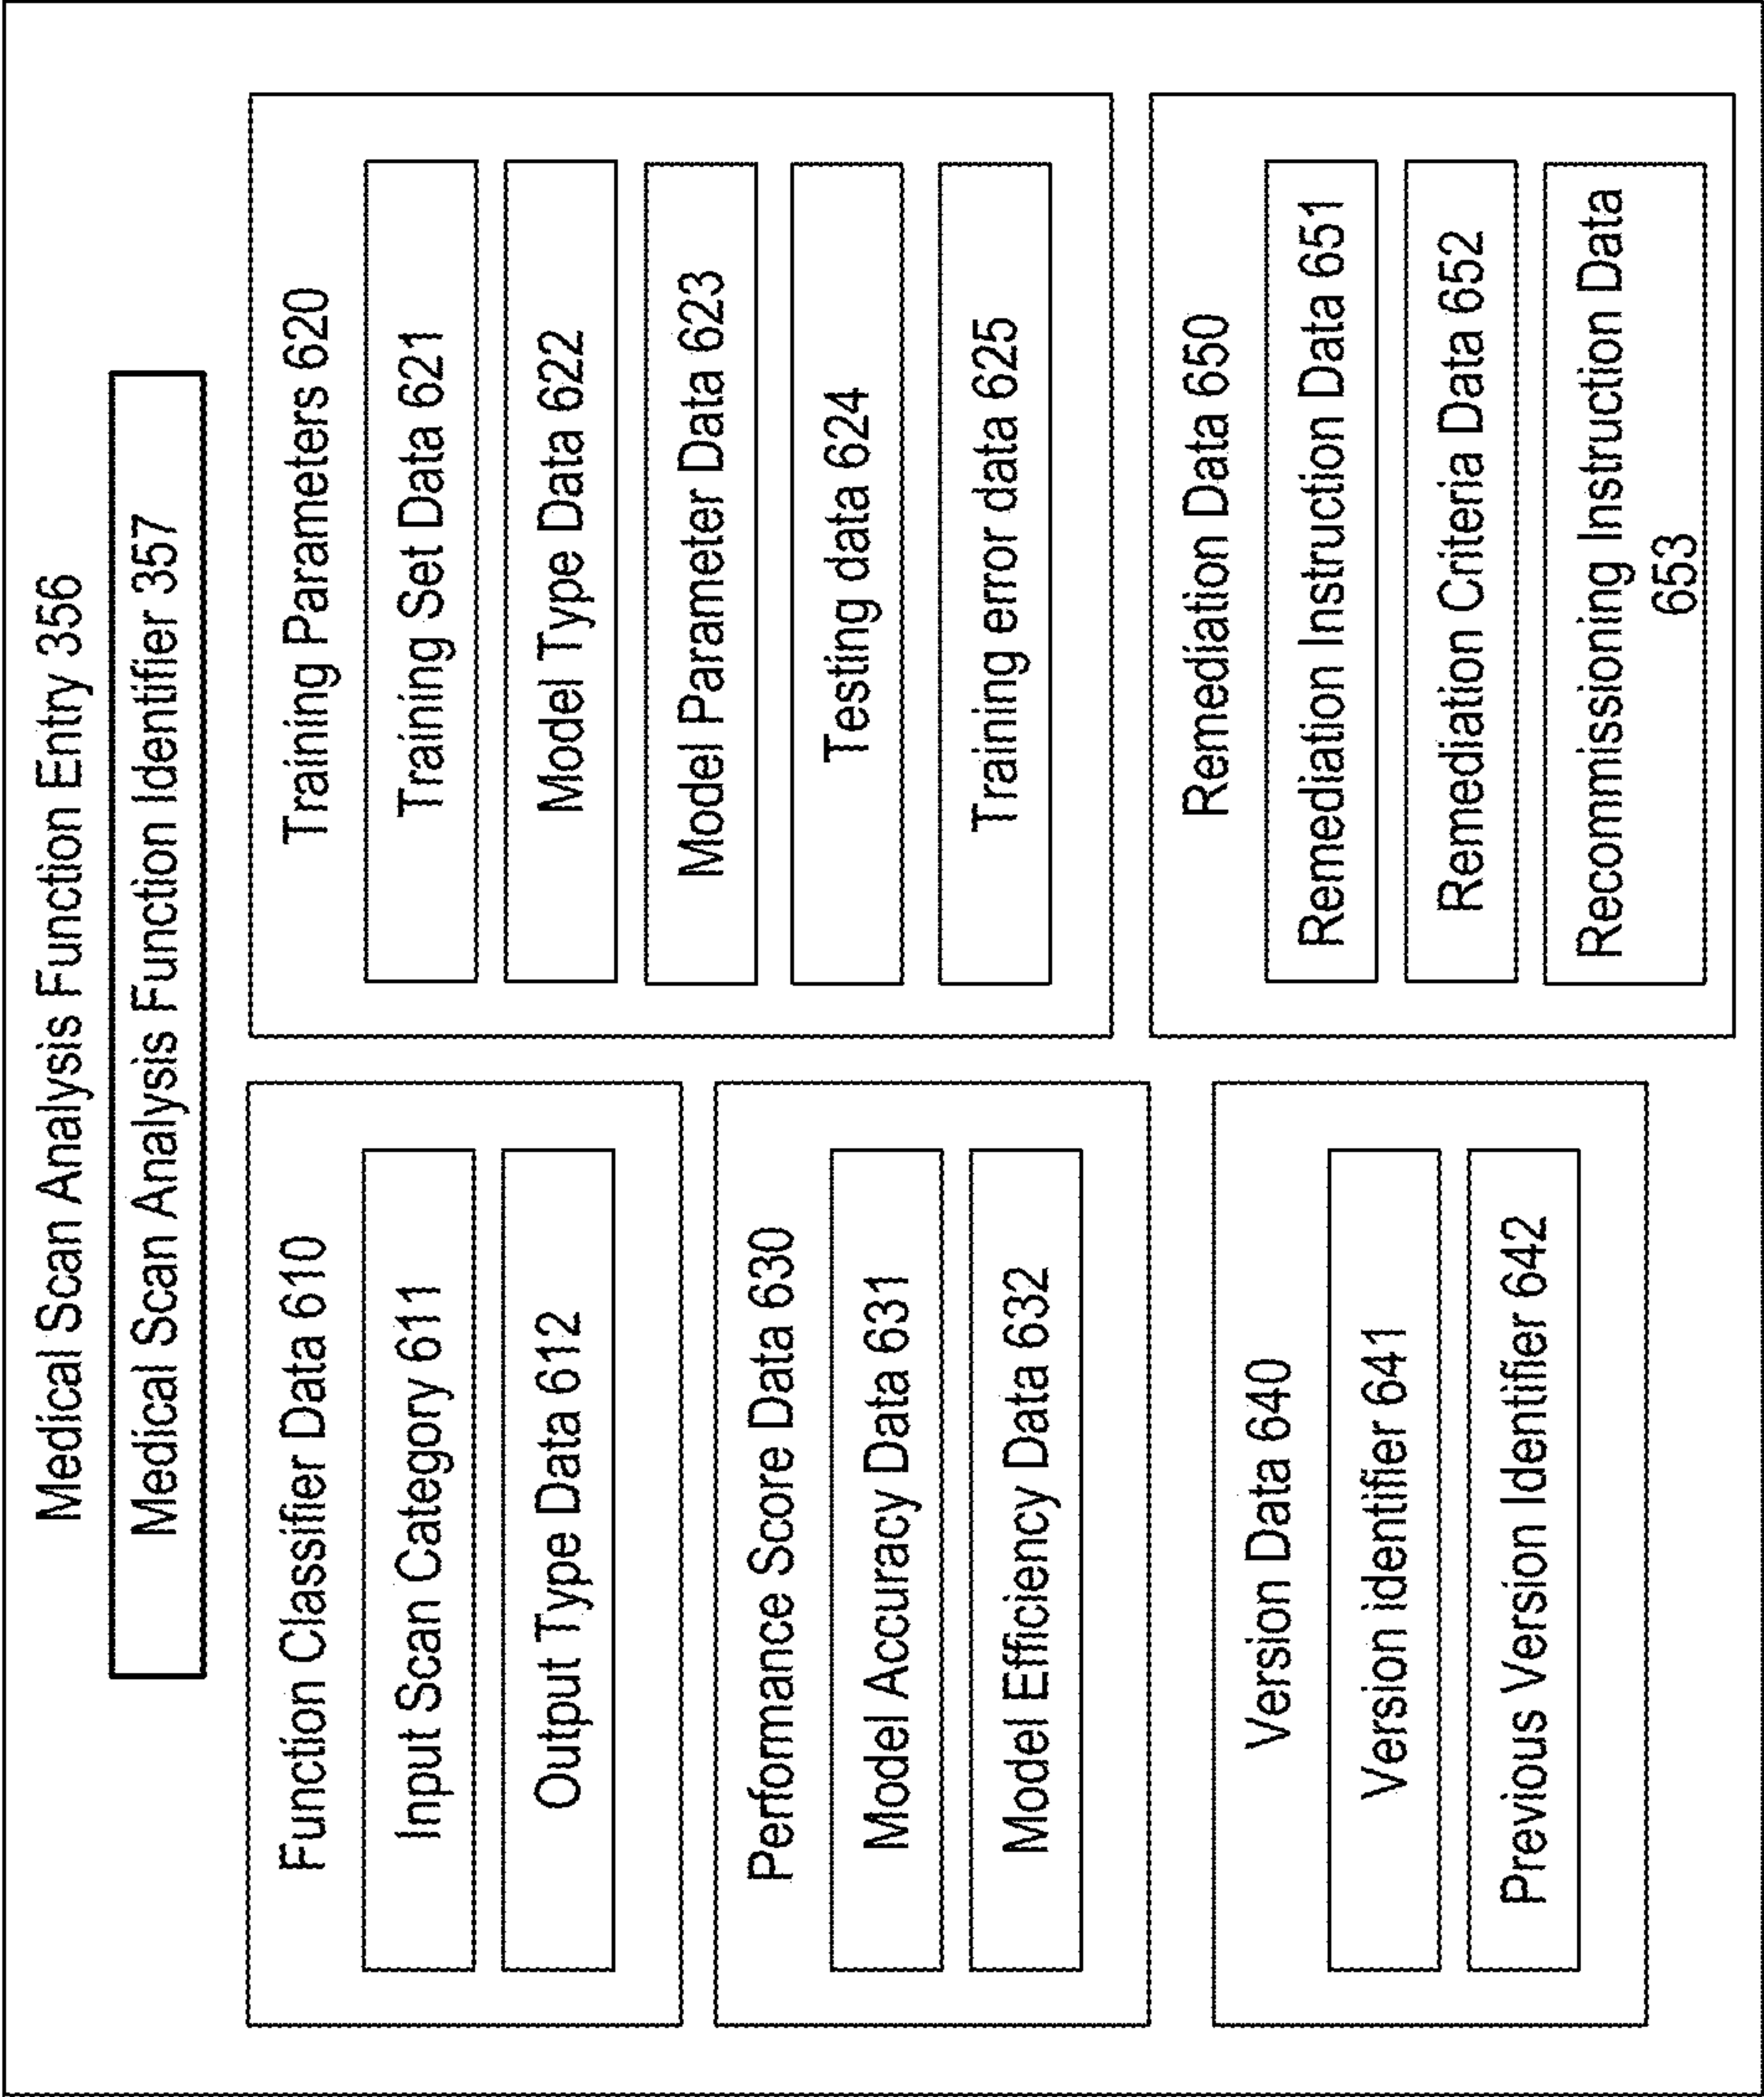 Medical Scan Analysis Function Entry 356
Medical Scan Analysis Function Identifier 357
Function Classifier Data 610
Input Scan Category 611
Output Type Data 612
Performance Score Data 630
Model Accuracy Data 631
Model Efficiency Data 632
Version Data 640
Version identifier 641
Previous Version Identifier 642
Training Parameters 620
Training Set Data 621
Model Type Data 622
Model Parameter Data 623
Testing data 624
Training error data 625
Remediation Data 650
Remediation Instruction Data 651
Remediation Criteria Data 652
Recommissioning Instruction Data
653